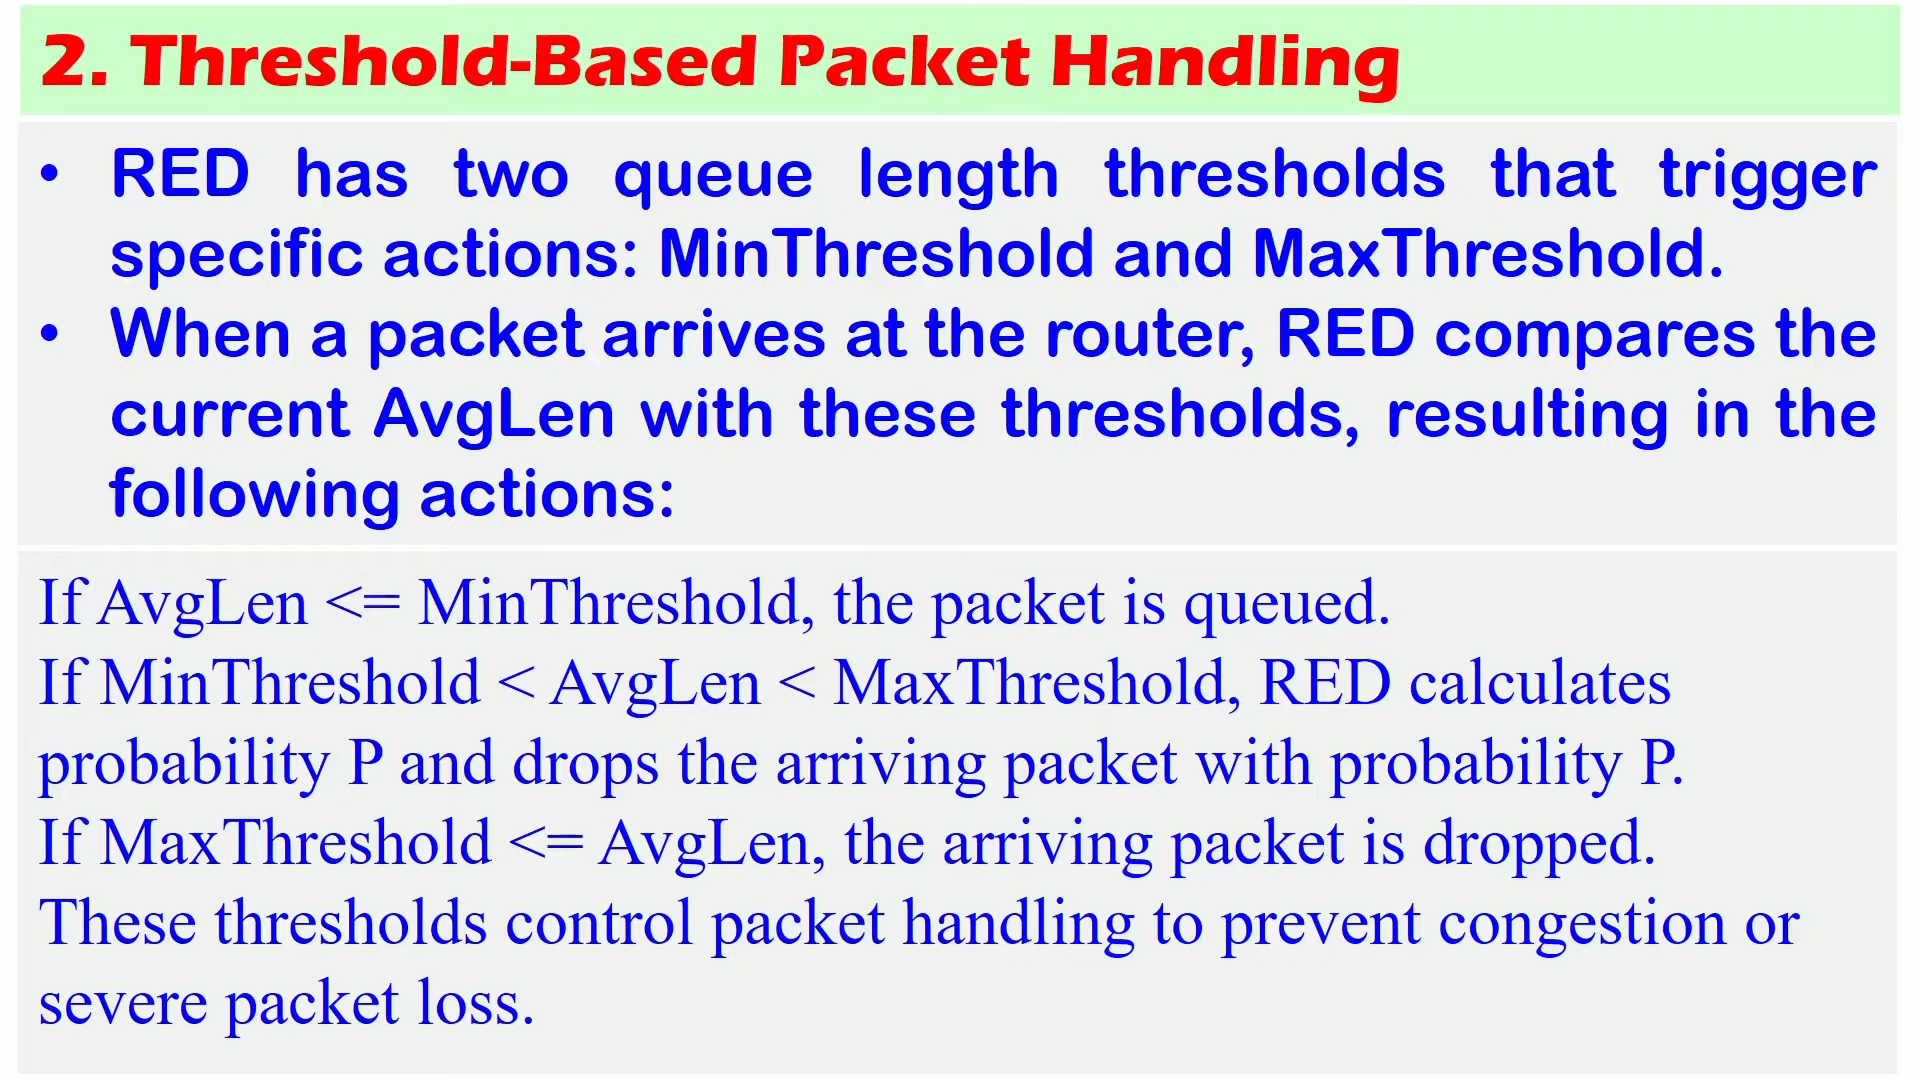 2. Threshold-Based Packet Handling
• RED has two queue length thresholds that trigger
specific actions: MinThreshold and MaxThreshold.
• When a packet arrives at the router, RED compares the
current AvgLen with these thresholds, resulting in the
following actions:
If AvgLen <= MinThreshold, the packet is queued.
If MinThreshold < AvgLen < MaxThreshold, RED calculates
probability P and drops the arriving packet with probability P.
If MaxThreshold <= AvgLen, the arriving packet is dropped.
These thresholds control packet handling to prevent congestion or
severe packet loss.